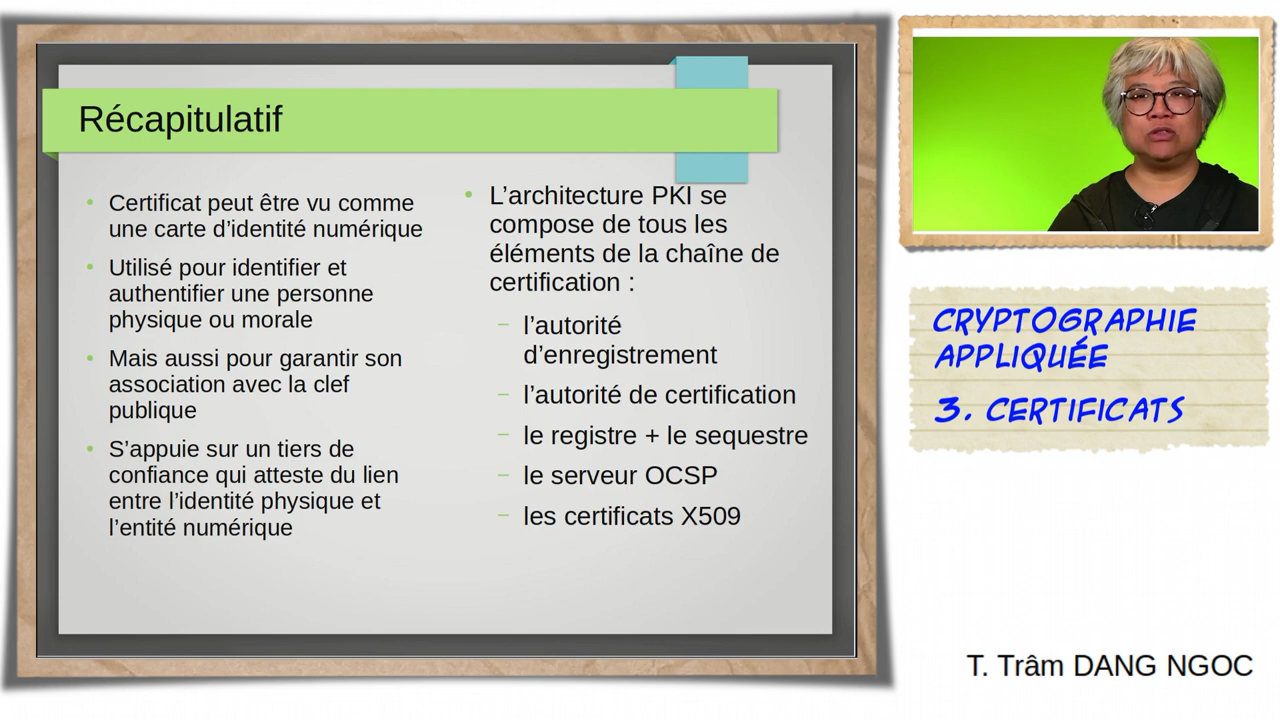 Récapitulatif
Certificat peut être vu comme
une carte d’identité numérique
Utilisé pour identifier et
authentifier une personne
physique ou morale
Mais aussi pour garantir son
association avec la clef
publique
S’appuie sur un tiers de
confiance qui atteste du lien
entre l’identité physique et
l’entité numérique
L’architecture PKI se
compose de tous les
éléments de la chaîne de
certification :
– l’autorité
d’enregistrement
– l’autorité de certification
– le registre + le sequestre
– le serveur OCSP
– les certificats X509
CRYPTOGRAPHIE
APPLIQUÉE
3. CERTIFICATS
T. Trâm DANG NGOC